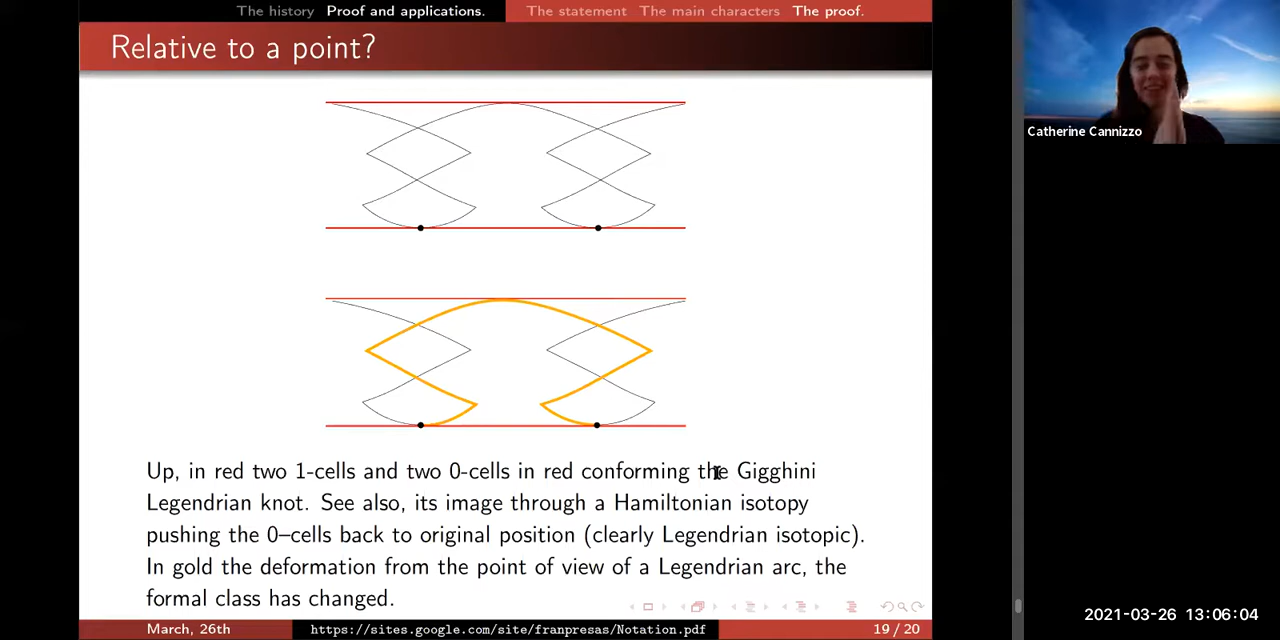 The history Proof and applications. The statement The main characters The proof.
Relative to a point?
Catherine Cannizzo
Up, in red two 1-cells and two 0-cells in red conforming the Gigghini
Legendrian knot. See also, its image through a Hamiltonian isotopy
pushing the 0–cells back to original position (clearly Legendrian isotopic).
In gold the deformation from the point of view of a Legendrian arc, the
formal class has changed.
March, 26th https://sites.google.com/site/franpresas/Notation.pdf 19 / 20
2021-03-26 13:06:04